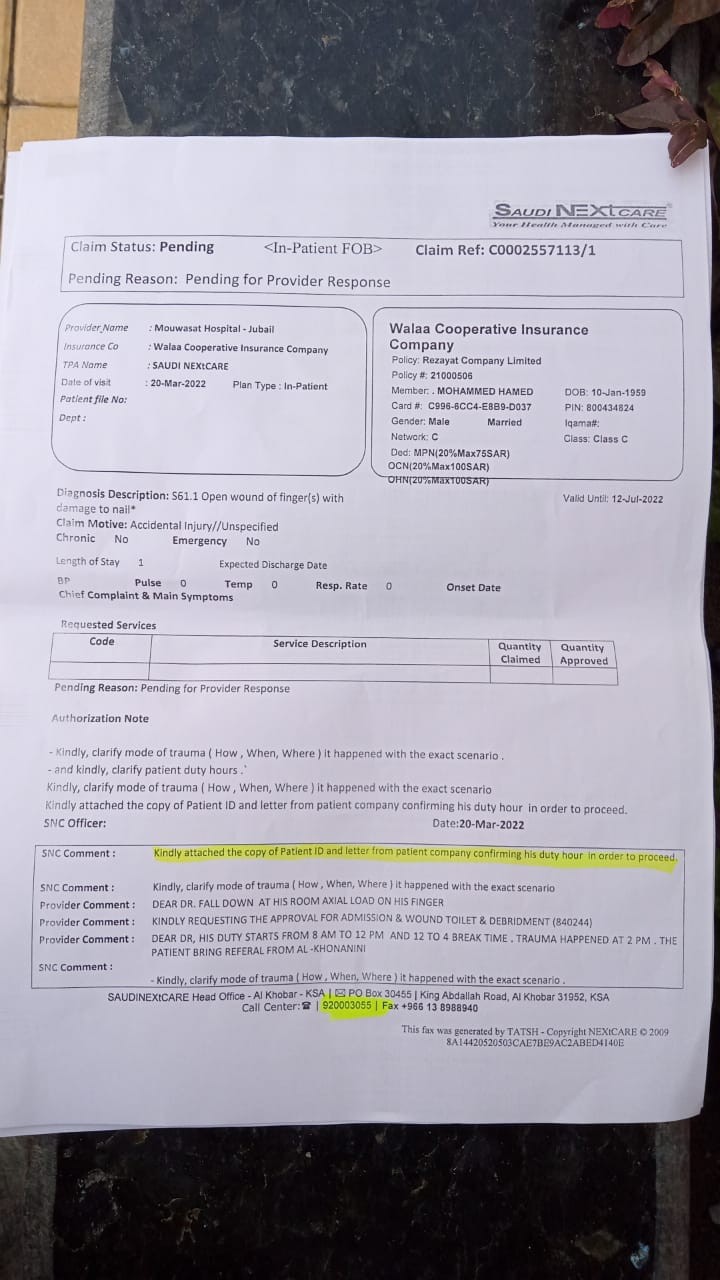 SAUDI NEXtCARE
Your Health Managed with Care
Claim Status: Pending <In-Patient FOB> Claim Ref: C0002557113/1
Pending Reason: Pending for Provider Response
Provider Name : Mouwasat Hospital - Jubail
Insurance Co : Walaa Cooperative Insurance Company
TPA Name : SAUDI NEXtCARE
Date of visit : 20-Mar-2022 Plan Type : In-Patient
Patient file No:
Dept :
Walaa Cooperative Insurance
Company
Policy: Rezayat Company Limited
Policy #: 21000506
Member: . MOHAMMED HAMED DOB: 10-Jan-1959
Card #: C996-6CC4-E8B9-D037 PIN: 800434824
Gender: Male Married Iqama#:
Network: C Class: Class C
Ded: MPN(20%Max75SAR)
OCN(20%Max100SAR)
OHN(20%Max100SAR)
Diagnosis Description: S61.1 Open wound of finger(s) with Valid Until: 12-Jul-2022
damage to nail*
Claim Motive: Accidental Injury//Unspecified
Chronic No Emergency No
Length of Stay 1 Expected Discharge Date
BP Pulse 0 Temp 0 Resp. Rate 0 Onset Date
Chief Complaint & Main Symptoms
Requested Services
Code Service Description Quantity Claimed Quantity Approved
Pending Reason: Pending for Provider Response
Authorization Note
- Kindly, clarify mode of trauma ( How , When, Where ) it happened with the exact scenario .
- and kindly, clarify patient duty hours .`
Kindly, clarify mode of trauma ( How , When, Where ) it happened with the exact scenario
Kindly attached the copy of Patient ID and letter from patient company confirming his duty hour in order to proceed.
SNC Officer: Date:20-Mar-2022
SNC Comment : Kindly attached the copy of Patient ID and letter from patient company confirming his duty hour in order to proceed.
SNC Comment : Kindly, clarify mode of trauma ( How , When, Where ) it happened with the exact scenario
Provider Comment : DEAR DR. FALL DOWN AT HIS ROOM AXIAL LOAD ON HIS FINGER
Provider Comment : KINDLY REQUESTING THE APPROVAL FOR ADMISSION & WOUND TOILET & DEBRIDMENT (840244)
Provider Comment : DEAR DR, HIS DUTY STARTS FROM 8 AM TO 12 PM AND 12 TO 4 BREAK TIME . TRAUMA HAPPENED AT 2 PM . THE
PATIENT BRING REFERAL FROM AL -KHONANINI
SNC Comment :
- Kindly, clarify mode of trauma ( How , When, Where ) it happened with the exact scenario .
SAUDINEXtCARE Head Office - Al Khobar - KSA | PO Box 30455 | King Abdallah Road, Al Khobar 31952, KSA
Call Center: | 920003055 | Fax +966 13 8988940
This fax was generated by TATSH - Copyright NEXtCARE © 2009
8A14420520503CAE7BE9AC2ABED4140E